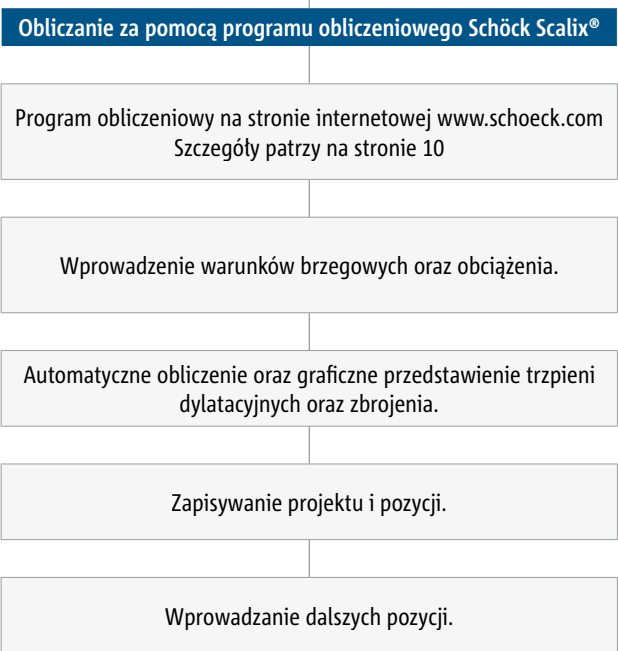 Obliczanie za pomocą programu obliczeniowego Schöck Scalix®
Program obliczeniowy na stronie internetowej www.schoeck.com
Szczegóły patrzy na stronie 10
Wprowadzenie warunków brzegowych oraz obciążenia.
Automatyczne obliczenie oraz graficzne przedstawienie trzpieni
dylatacyjnych oraz zbrojenia.
Zapisywanie projektu i pozycji.
Wprowadzanie dalszych pozycji.